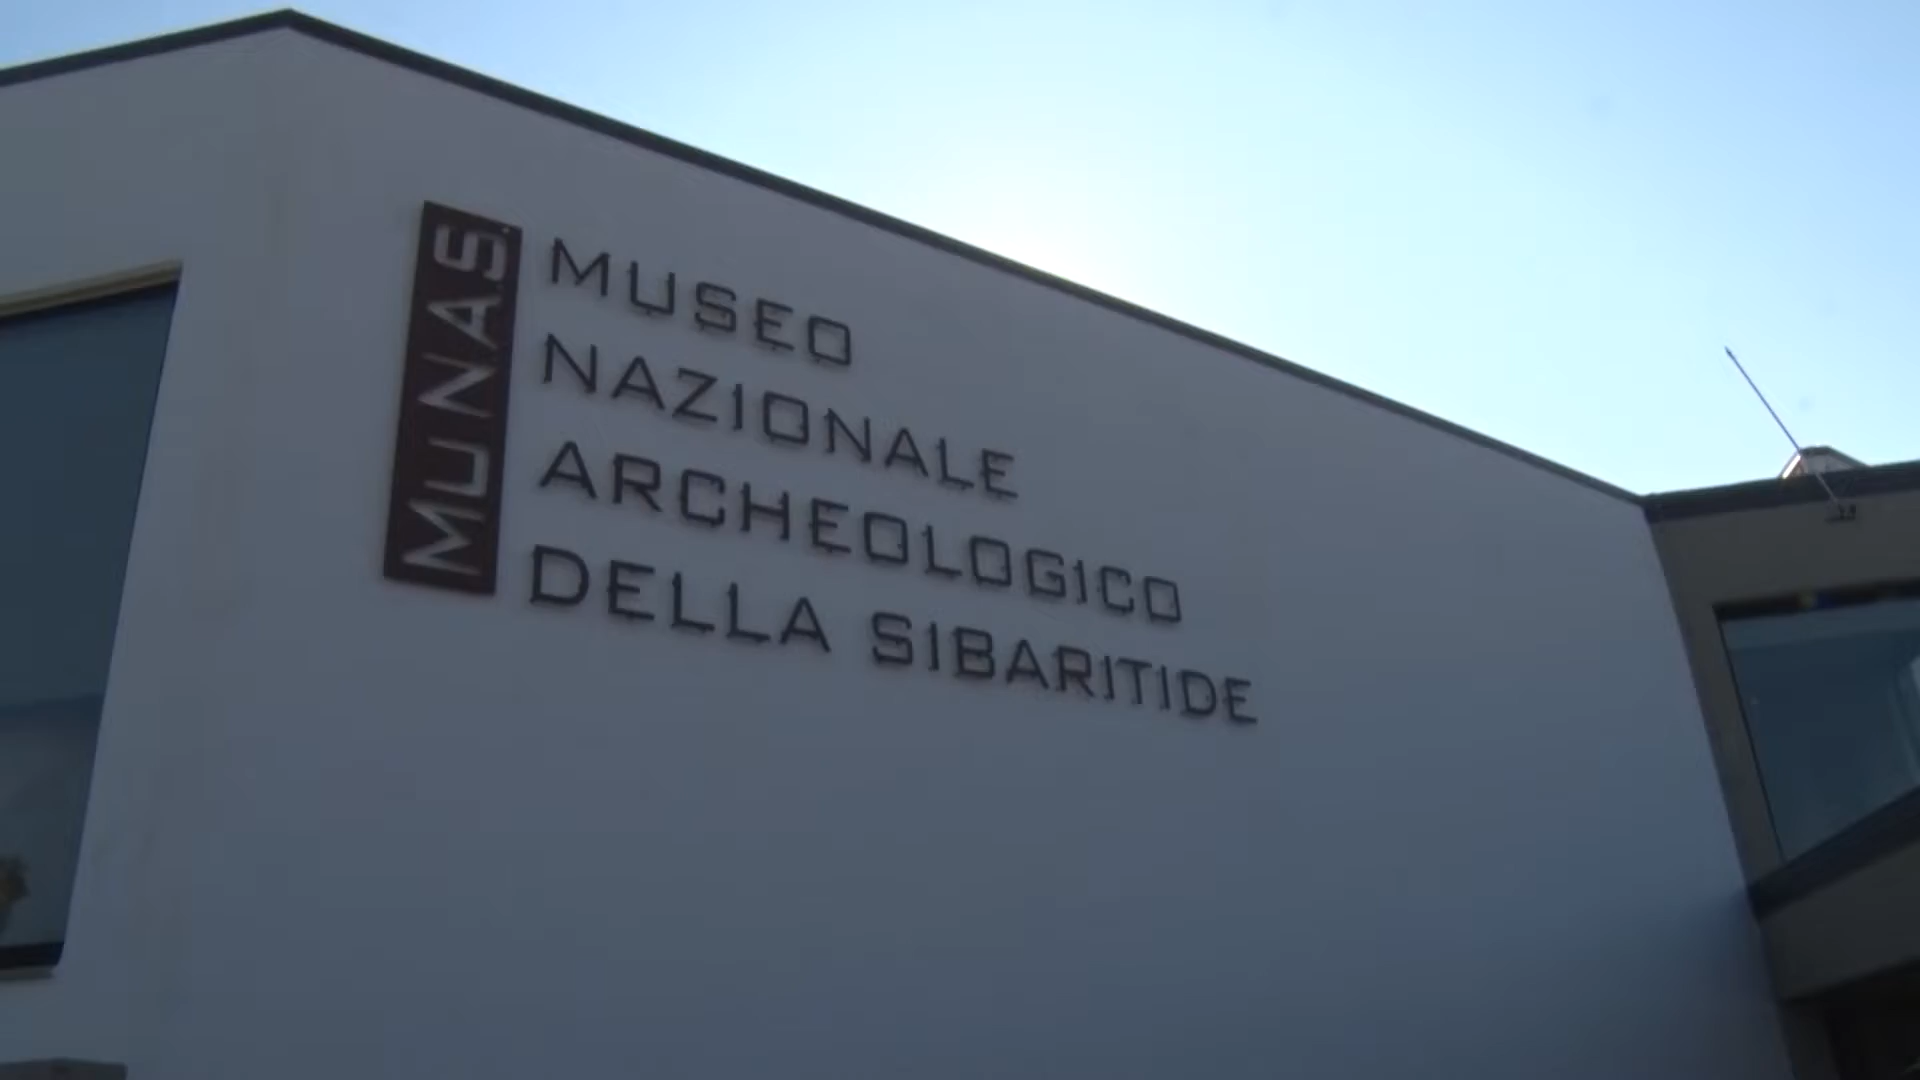 MUNAS.
MUSEO
NAZIONALE
ARCHEOLOGICO
DELLA SIBARITIDE